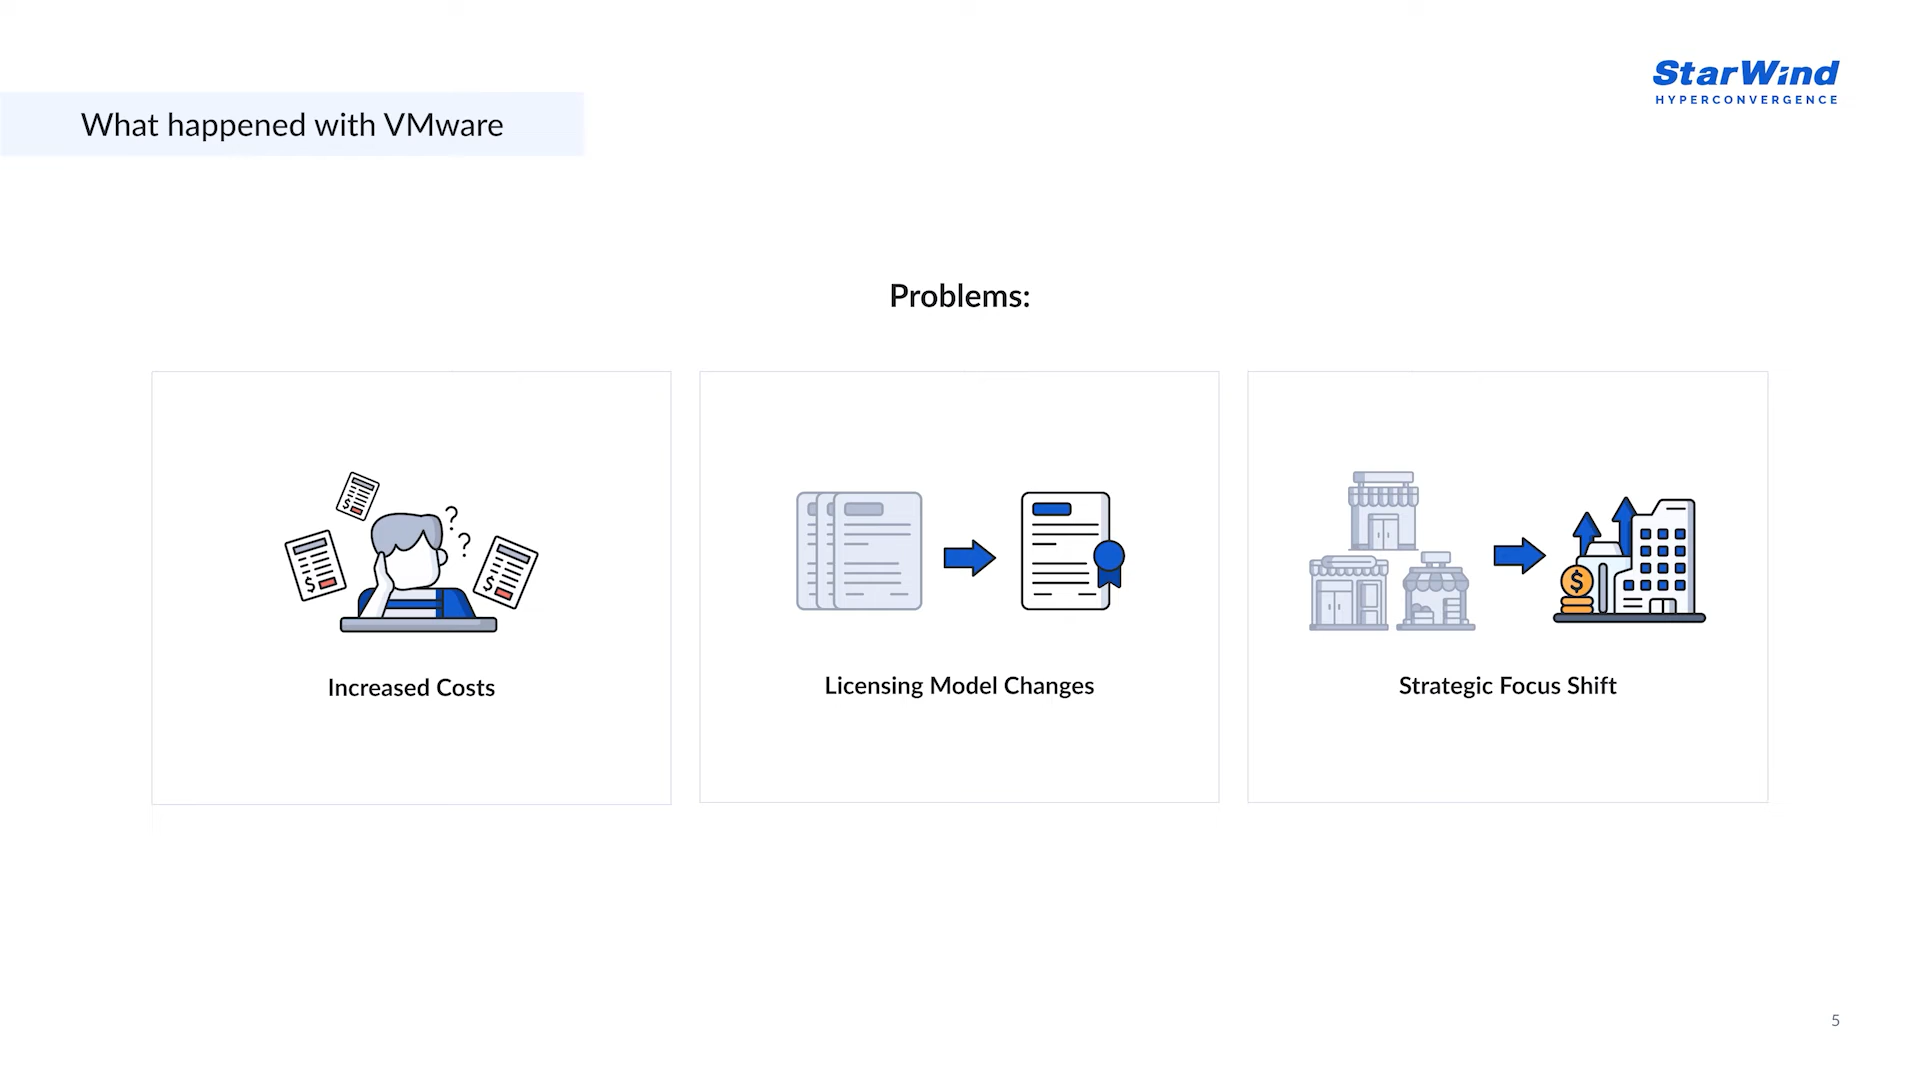 StarWind
HYPERCONVERGENCE
What happened with VMware
Problems:
$
?
?
$
$
Increased Costs
Licensing Model Changes
$
Strategic Focus Shift
5